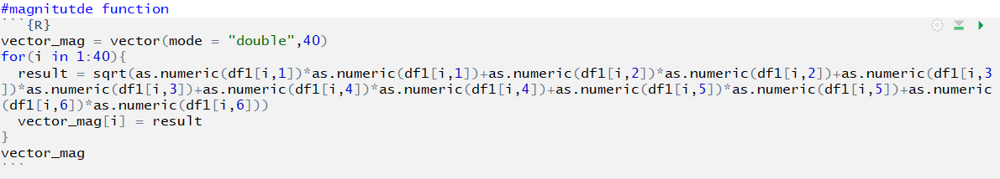 #magnitutde function
```{R}
vector_mag = vector(mode = "double",40)
for(i in 1:40){
  result = sqrt(as.numeric(df1[i,1])*as.numeric(df1[i,1])+as.numeric(df1[i,2])*as.numeric(df1[i,2])+as.numeric(df1[i,3
])*as.numeric(df1[i,3])+as.numeric(df1[i,4])*as.numeric(df1[i,4])+as.numeric(df1[i,5])*as.numeric(df1[i,5])+as.numeric
(df1[i,6])*as.numeric(df1[i,6]))
  vector_mag[i] = result
}
vector_mag
```